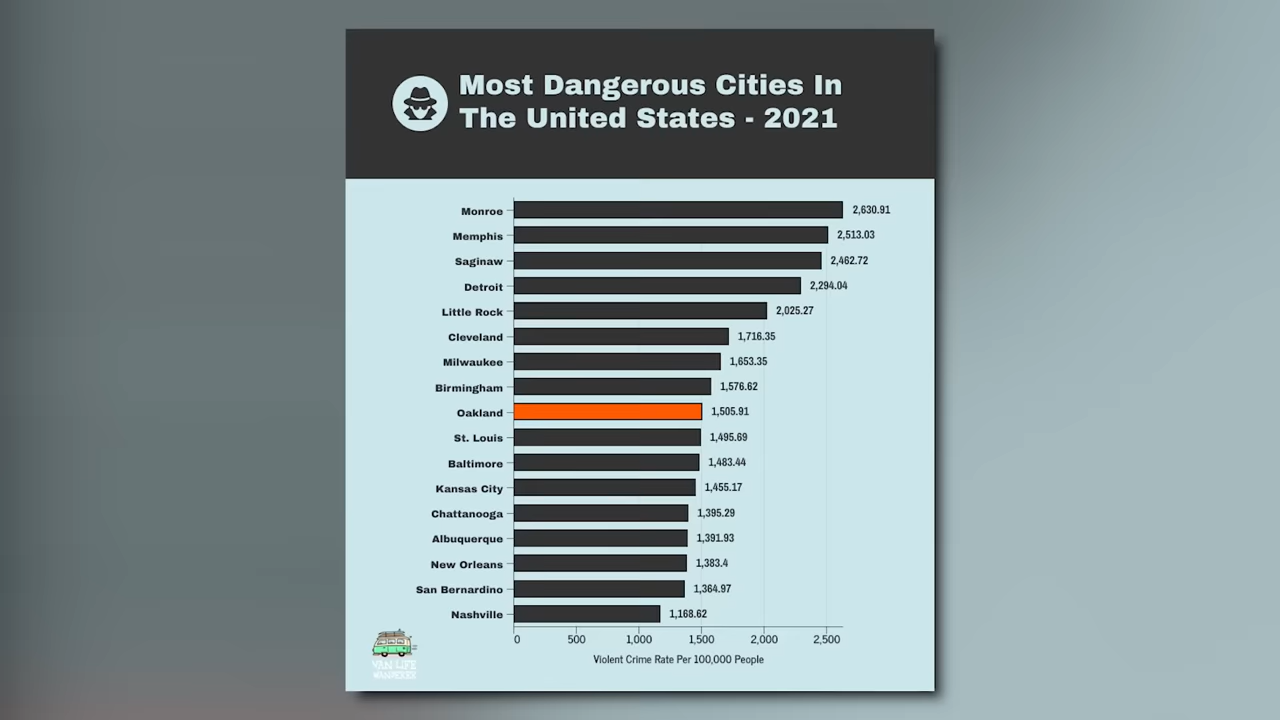 Most Dangerous Cities In
The United States - 2021
Monroe 2,630.91
Memphis 2,513.03
Saginaw 2,462.72
Detroit 2,294.04
Little Rock 2,025.27
Cleveland 1,716.35
Milwaukee 1,653.35
Birmingham 1,576.62
Oakland 1,505.91
St. Louis 1,495.69
Baltimore 1,483.44
Kansas City 1,455.17
Chattanooga 1,395.29
Albuquerque 1,391.93
New Orleans 1,383.4
San Bernardino 1,364.97
Nashville 1,168.62
0 500 1,000 1,500 2,000 2,500
Violent Crime Rate Per 100,000 People
VAN LIFE
WANDERER